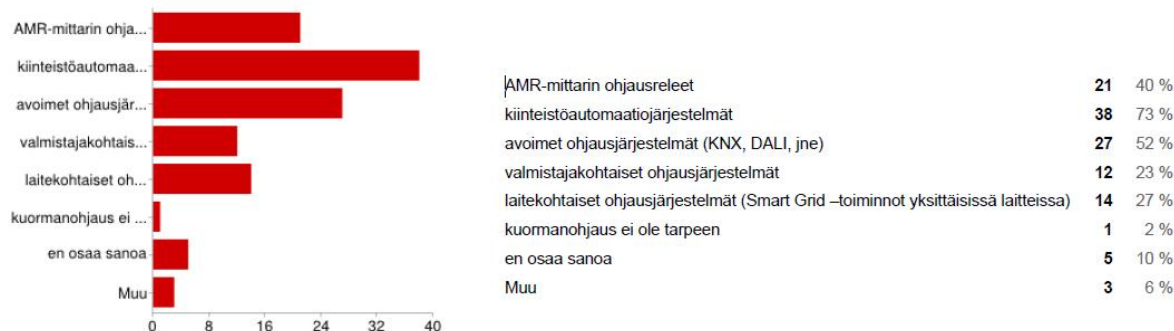 AMR-mittarin ohja...
kiinteistöautomaa...
avoimet ohjausjär...
valmistajakohtais...
laitekohtaiset oh...
kuormanohjaus ei ...
en osaa sanoa
Muu
0 8 16 24 32 40
AMR-mittarin ohjausreleet 21 40 %
kiinteistöautomaatiojärjestelmät 38 73 %
avoimet ohjausjärjestelmät (KNX, DALI, jne) 27 52 %
valmistajakohtaiset ohjausjärjestelmät 12 23 %
laitekohtaiset ohjausjärjestelmät (Smart Grid –toiminnot yksittäisissä laitteissa) 14 27 %
kuormanohjaus ei ole tarpeen 1 2 %
en osaa sanoa 5 10 %
Muu 3 6 %